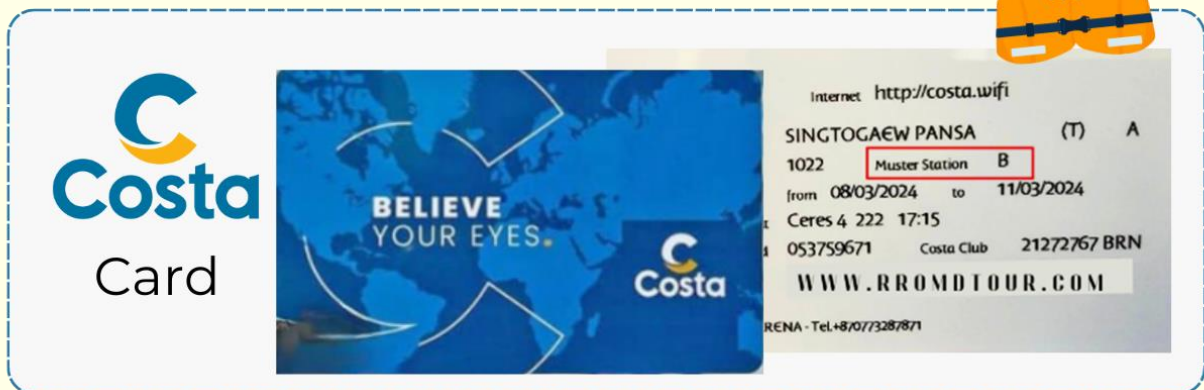 Costa
Card
BELIEVE
YOUR EYES.
Costa
Internet http://costa.wifi
SINGTOGAEW PANSA (T) A
1022 Muster Station B
from 08/03/2024 to 11/03/2024
Ceres 4 222 17:15
053759671 Costa Club 21272767 BRN
WWW.RROMDTOUR.COM
RENA - Tel.+870773287871